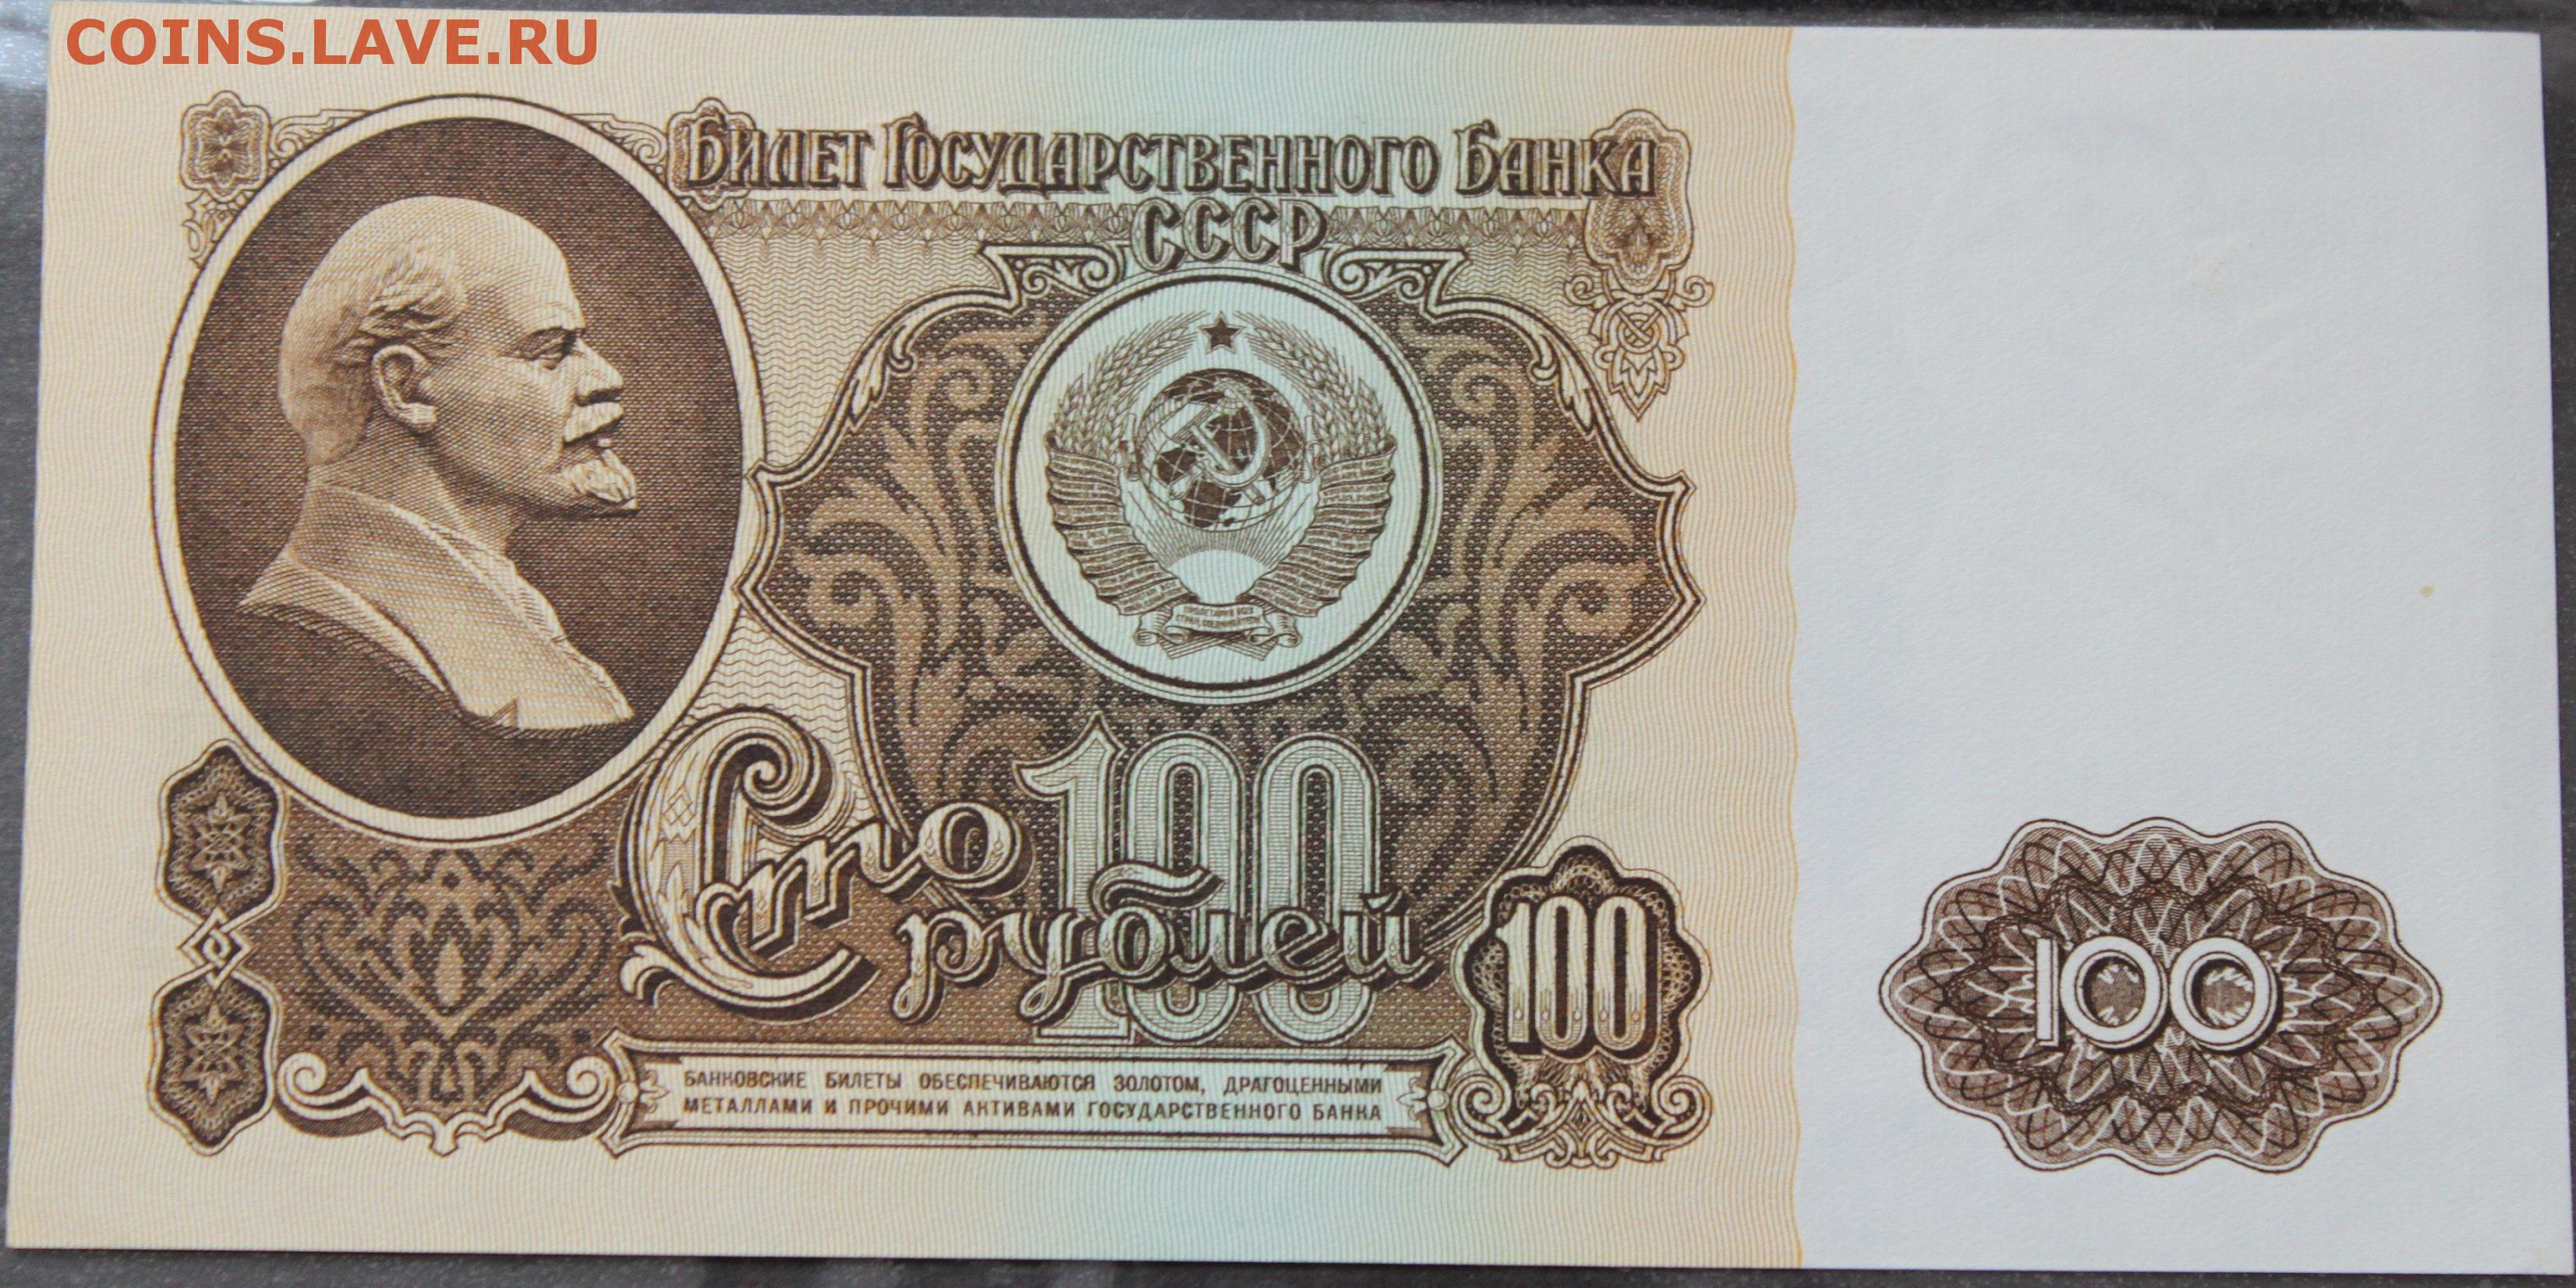 COINS.LAVE.RU
БИЛЕТ ГОСУДАРСТВЕННОГО БАНКА
СССР
100
Сто
рублей
100
100
БАНКОВСКИЕ БИЛЕТЫ ОБЕСПЕЧИВАЮТСЯ ЗОЛОТОМ, ДРАГОЦЕННЫМИ
МЕТАЛЛАМИ И ПРОЧИМИ АКТИВАМИ ГОСУДАРСТВЕННОГО БАНКА